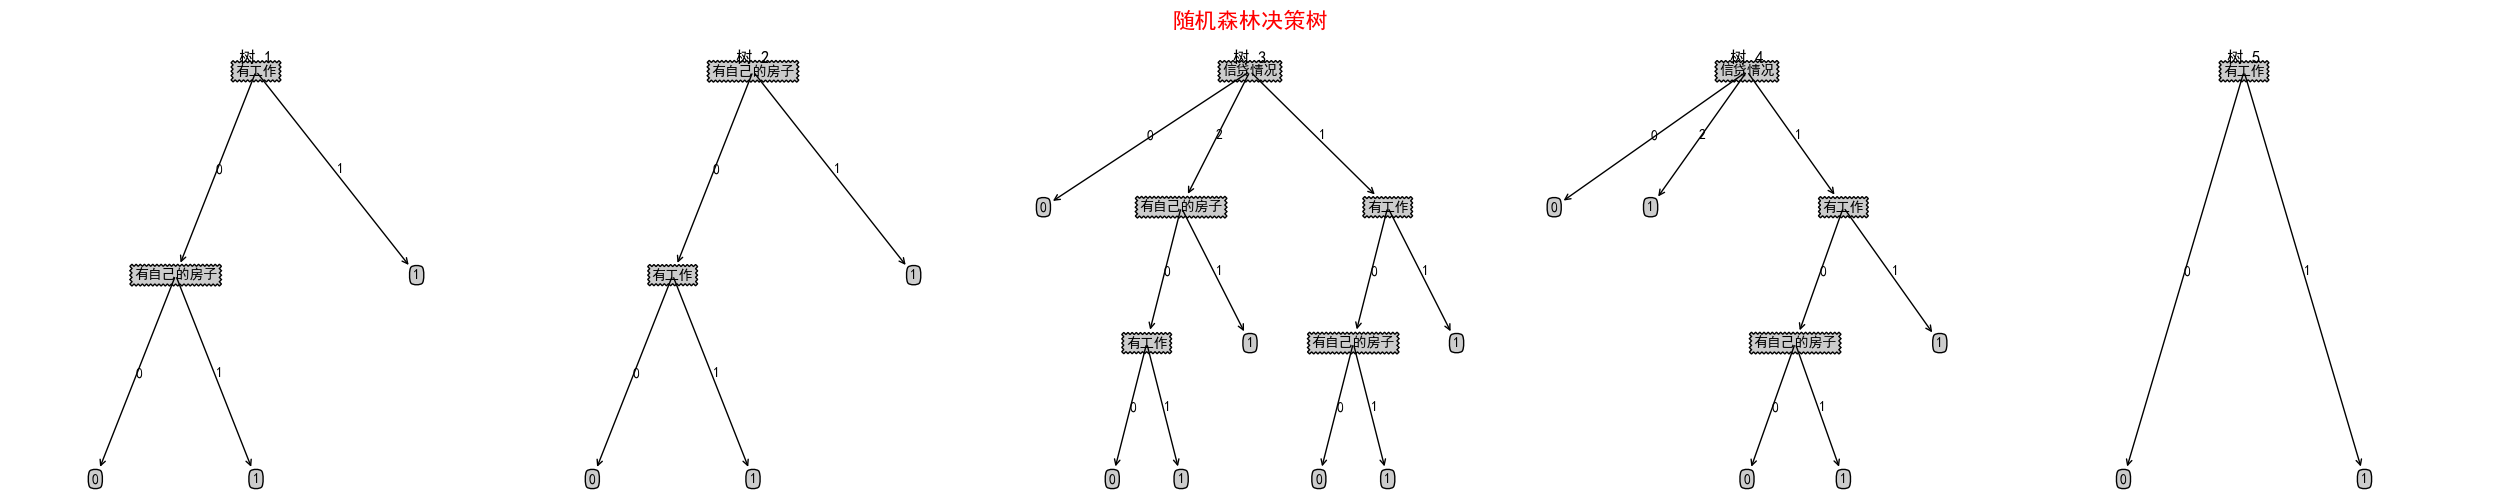 随机森林决策树
树 1 树 2 树 3 树 4 树 5
有工作 有自己的房子 信贷情况 信贷情况 有工作
0 2 1 0 2 1
0 1 0 1
0 有自己的房子 有工作 0 1 有工作
有自己的房子 1 有工作 1 0 1 0 1 0 1 0 1
有工作 1 有自己的房子 1 有自己的房子 1
0 1 0 1
0 1 0 1 0 1
0 1 0 1 0 1 0 1 0 1 0 1